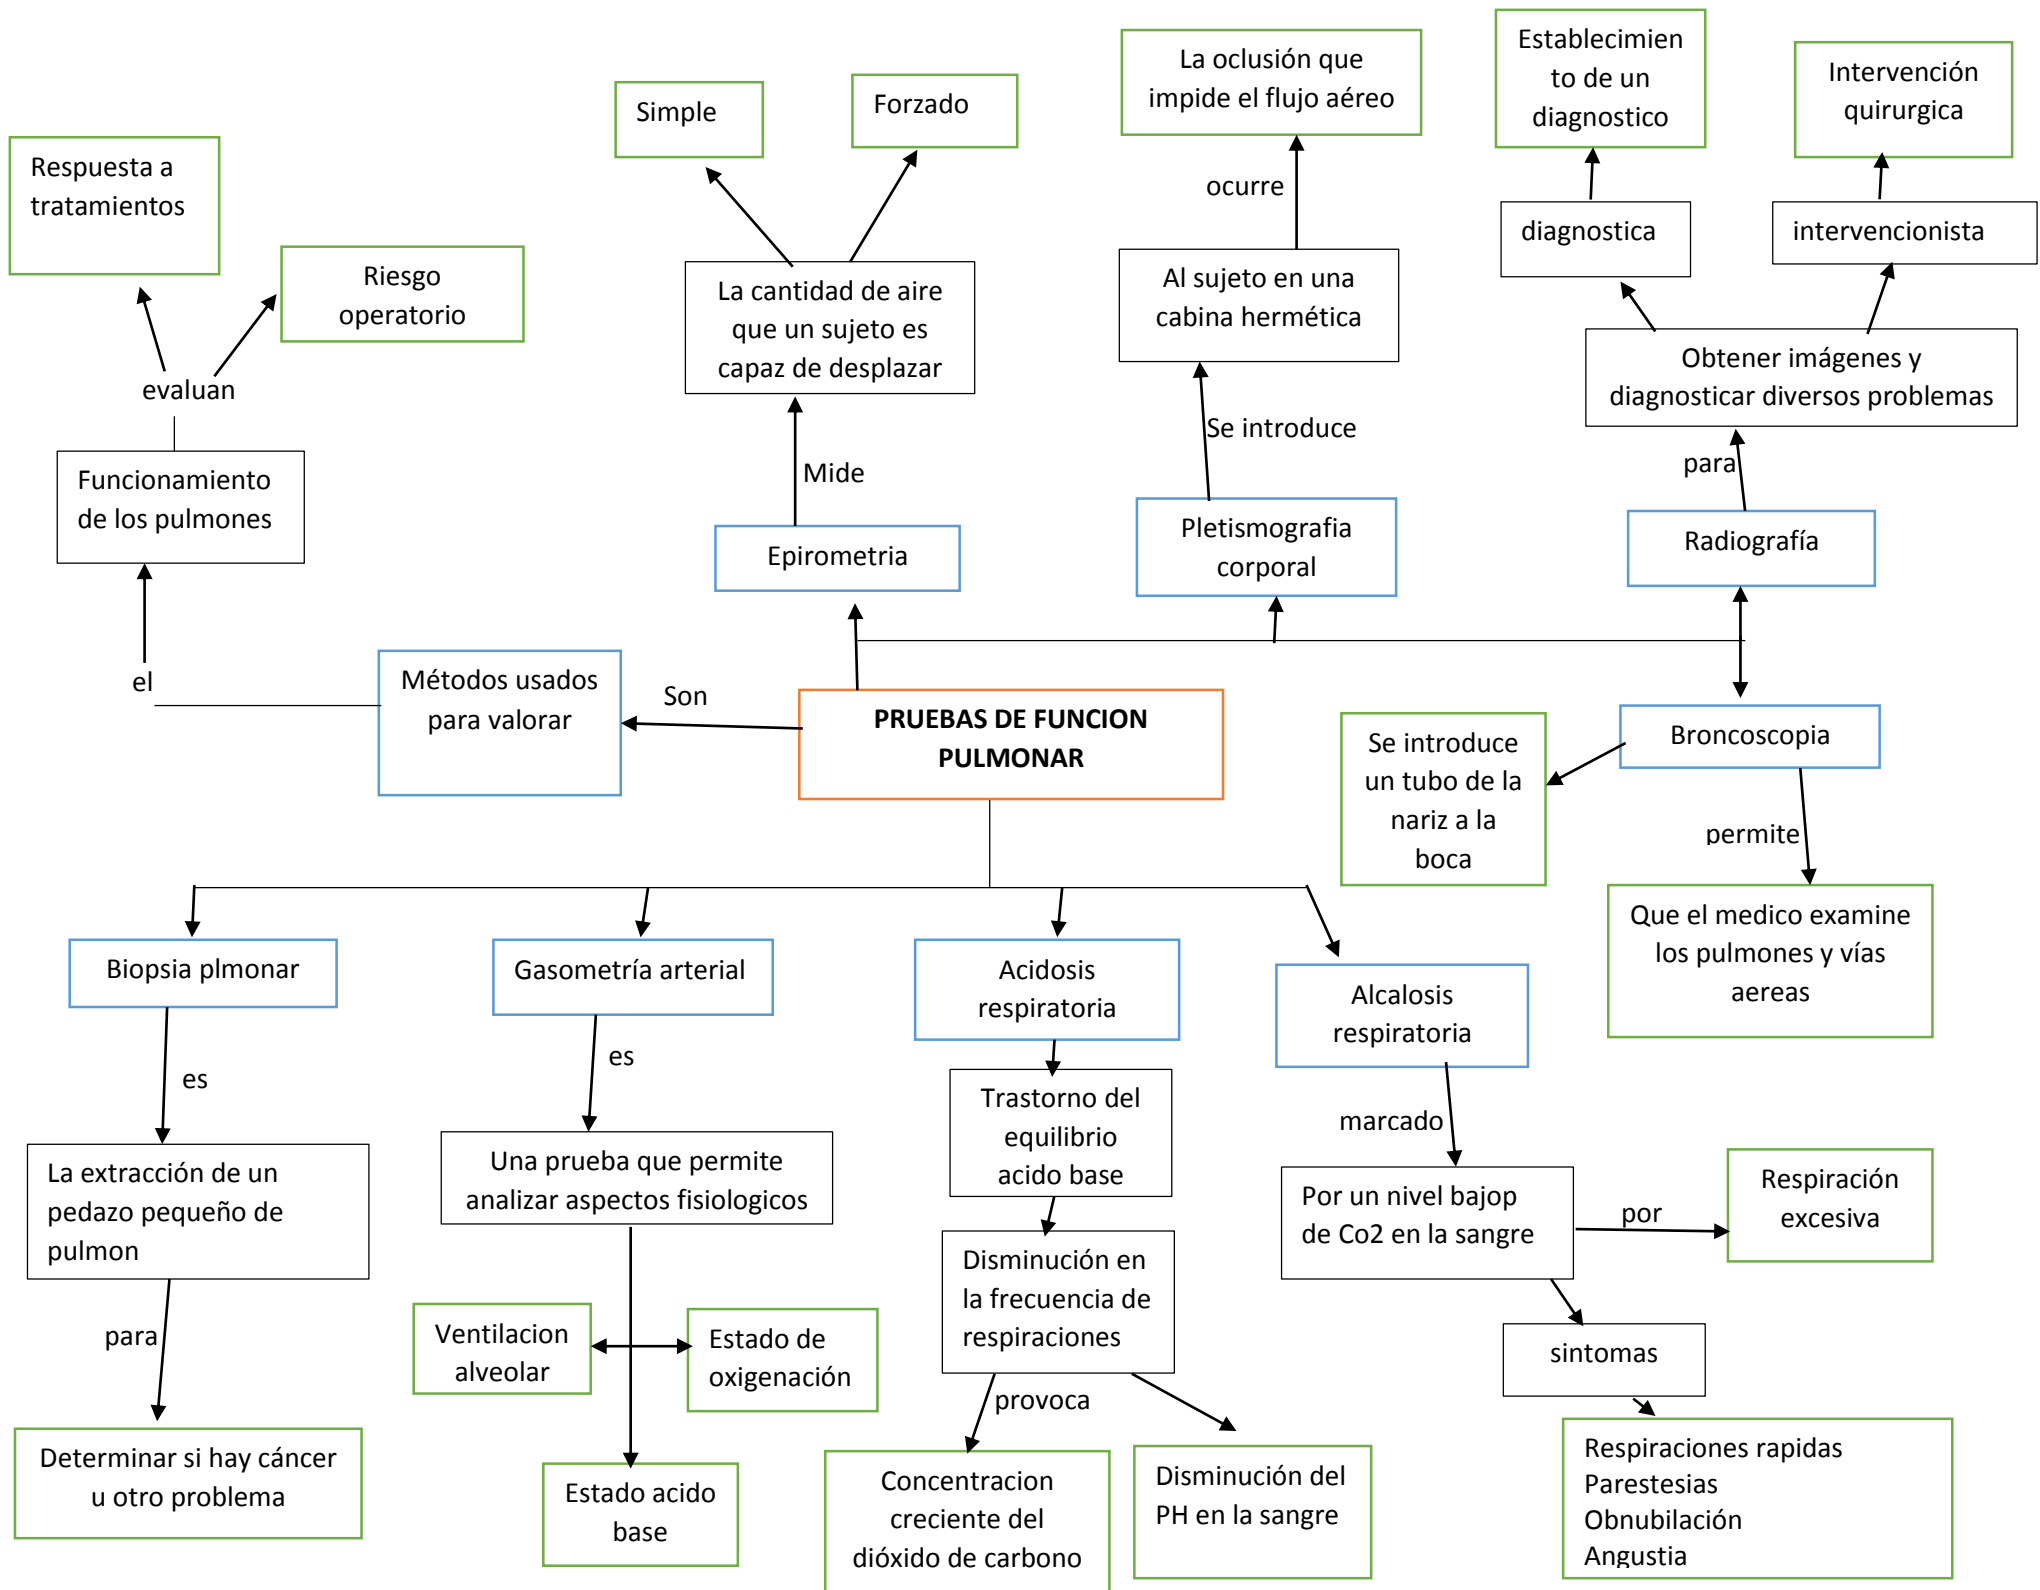 La oclusión que
impide el flujo aéreo
Establecimien
to de un
diagnostico
Intervención
quirurgica
Simple
Forzado
Respuesta a
tratamientos
Riesgo
operatorio
ocurre
diagnostica
intervencionista
La cantidad de aire
que un sujeto es
capaz de desplazar
Al sujeto en una
cabina hermética
Obtener imágenes y
diagnosticar diversos problemas
evaluan
Se introduce
para
Funcionamiento
de los pulmones
Mide
Epirometria
Pletismografia
corporal
Radiografía
el
Métodos usados
para valorar
Son
PRUEBAS DE FUNCION
PULMONAR
Se introduce
un tubo de la
nariz a la
boca
Broncoscopia
permite
Que el medico examine
los pulmones y vías
aereas
Biopsia plmonar
Gasometría arterial
Acidosis
respiratoria
Alcalosis
respiratoria
es
es
Trastorno del
equilibrio
acido base
marcado
La extracción de un
pedazo pequeño de
pulmon
Una prueba que permite
analizar aspectos fisiologicos
Por un nivel bajop
de Co2 en la sangre
por
Respiración
excesiva
Disminución en
la frecuencia de
respiraciones
para
Ventilacion
alveolar
Estado de
oxigenación
sintomas
provoca
Determinar si hay cáncer
u otro problema
Estado acido
base
Concentracion
creciente del
dióxido de carbono
Disminución del
PH en la sangre
Respiraciones rapidas
Parestesias
Obnubilación
Angustia